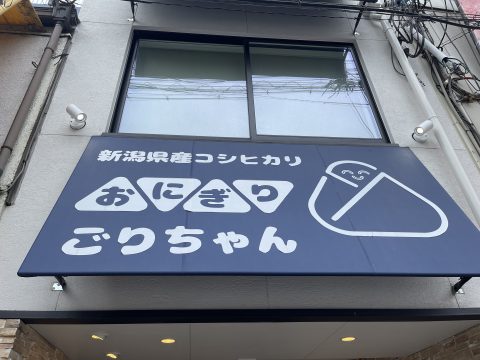 新潟県産コシヒカリ
おにぎり
ごりちゃん